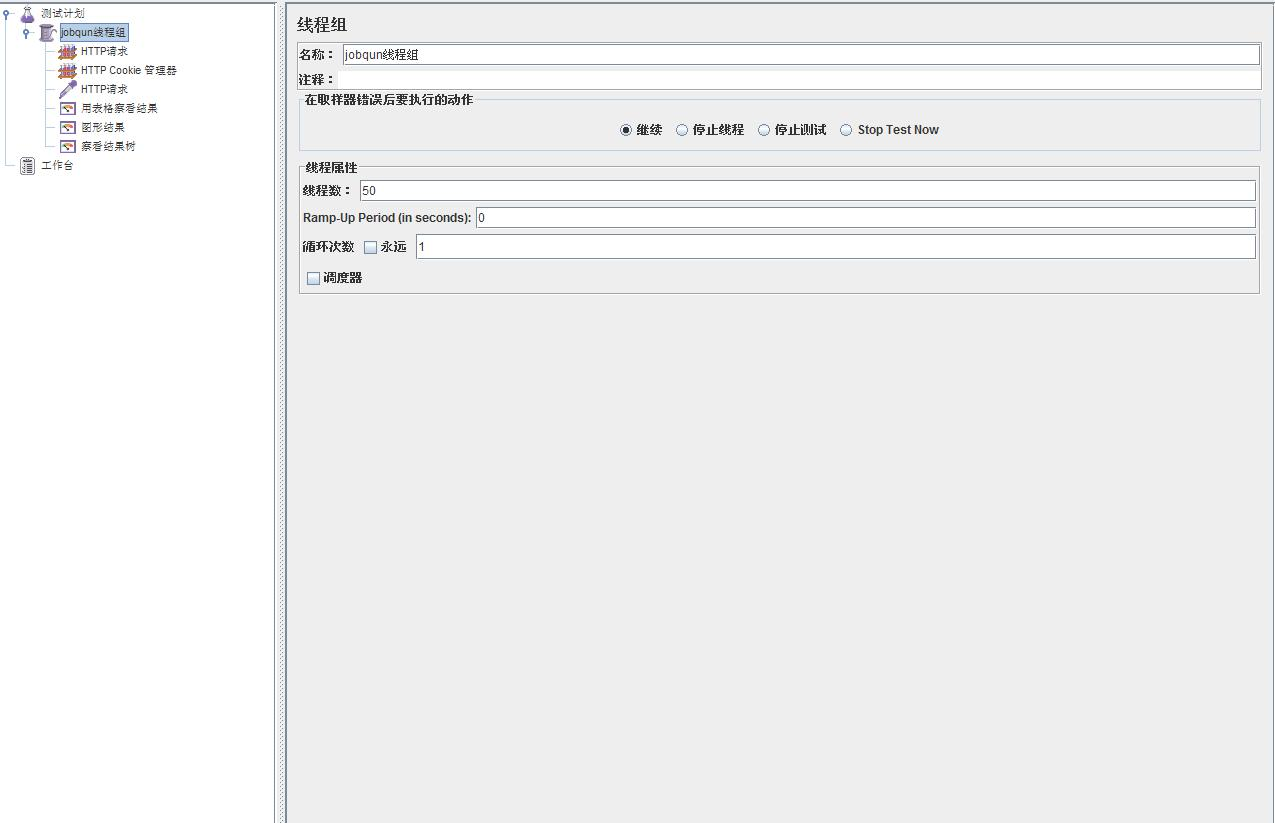 测试计划
jobqun线程组
HTTP请求
HTTP Cookie 管理器
HTTP请求
用表格察看结果
图形结果
察看结果树
工作台
线程组
名称： jobqun线程组
注释：
在取样器错误后要执行的动作
继续 停止线程 停止测试 Stop Test Now
线程属性
线程数： 50
Ramp-Up Period (in seconds): 0
循环次数 永远 1
调度器